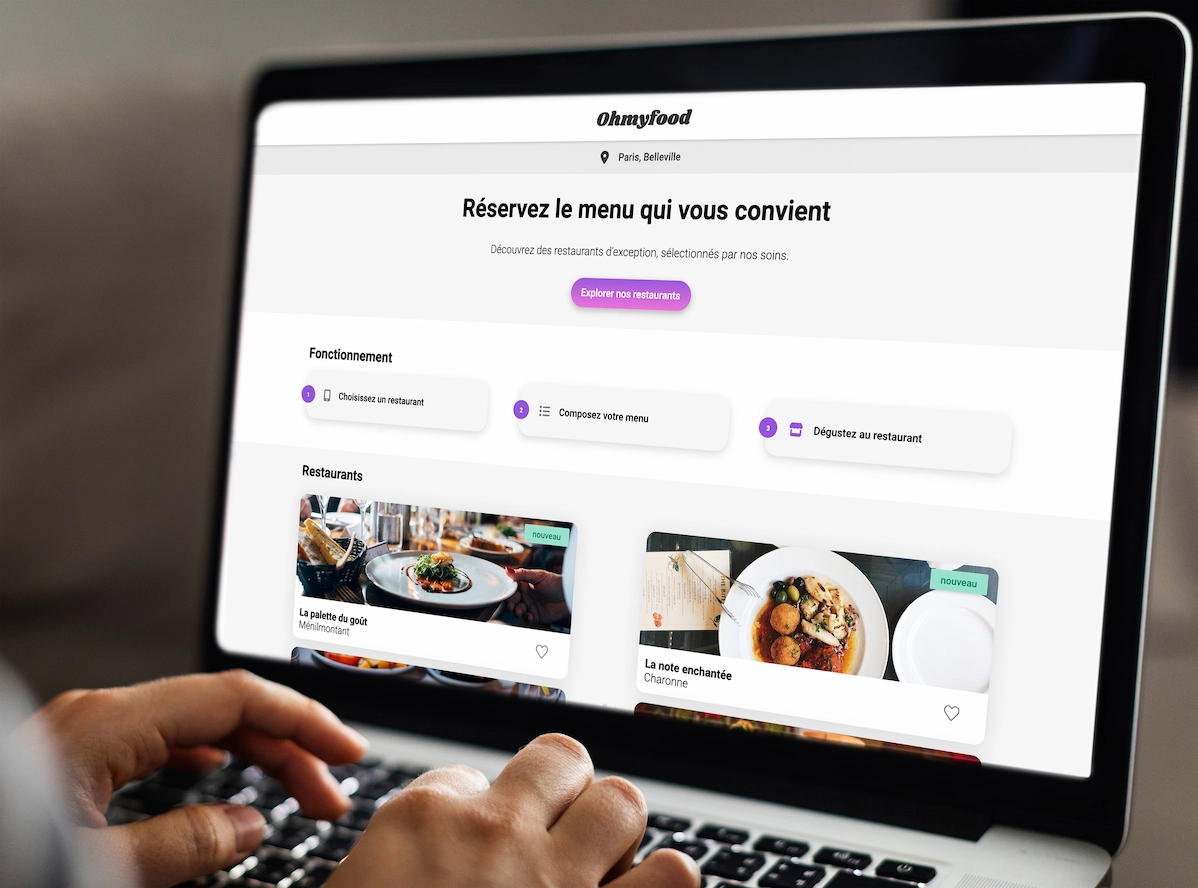 Ohmyfood
Paris, Belleville
Réservez le menu qui vous convient
Découvrez des restaurants d'exception, sélectionnés par nos soins.
Explorer nos restaurants
Fonctionnement
1 Choisissez un restaurant
2 Composez votre menu
3 Dégustez au restaurant
Restaurants
nouveau
La palette du goût
Ménilmontant
nouveau
La note enchantée
Charonne